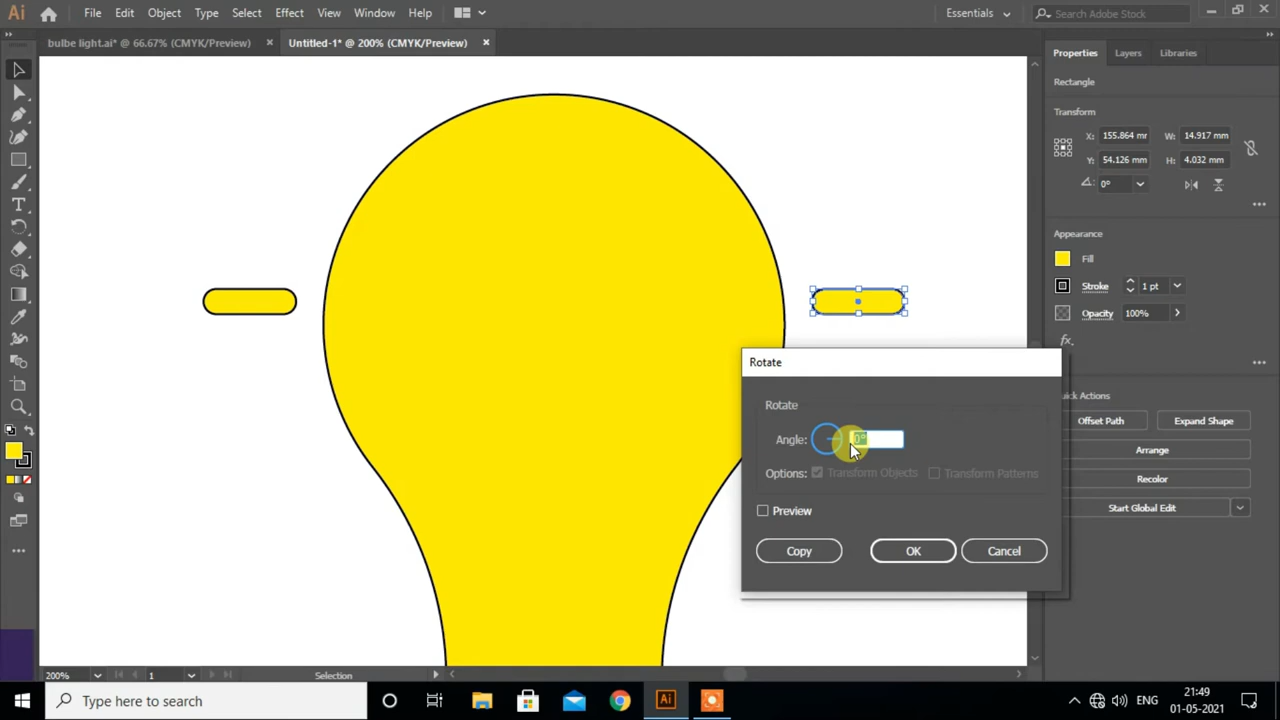 Ai File Edit Object Type Select Effect View Window Help Essentials Search Adobe Stock
bulbe light.ai* @ 66.67% (CMYK/Preview) Untitled-1* @ 200% (CMYK/Preview) Properties Layers Libraries
Rectangle
Transform
X: 155.864 mr W: 14.917 mm
Y: 54.126 mm H: 4.032 mm
0°
Appearance
Fill
Stroke 1 pt
Opacity 100%
fx.
Rotate
Rotate
Angle: 0°
Options: Transform Objects Transform Patterns
Preview
Copy OK Cancel
uick Actions
Offset Path Expand Shape
Arrange
Recolor
Start Global Edit
200% 1 Selection
Type here to search Ai ENG 21:49
01-05-2021